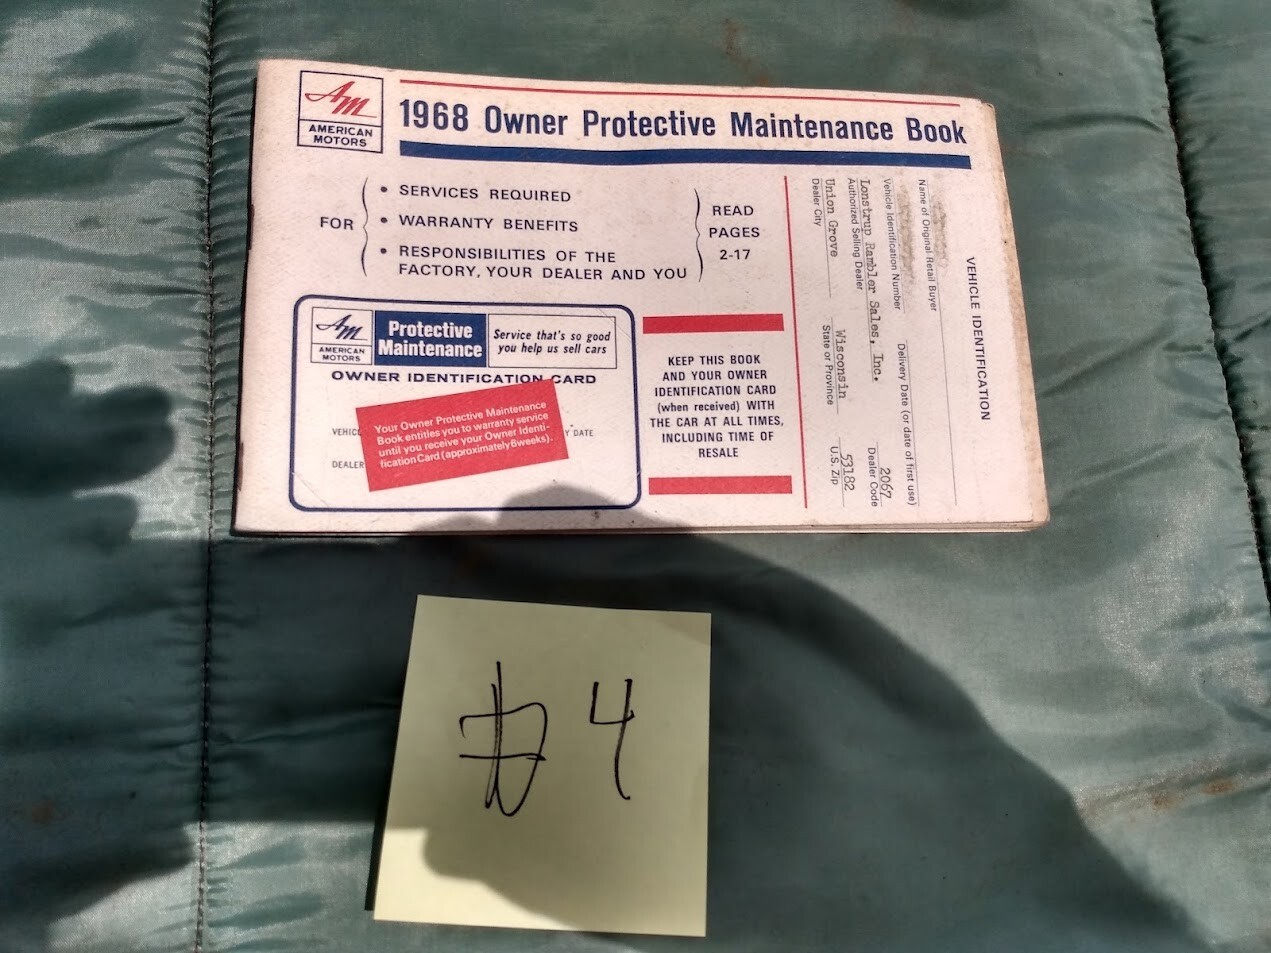 AM
AMERICAN
MOTORS
1968 Owner Protective Maintenance Book
FOR
• SERVICES REQUIRED
• WARRANTY BENEFITS
• RESPONSIBILITIES OF THE
FACTORY, YOUR DEALER AND YOU
READ
PAGES
2-17
AM
AMERICAN
MOTORS
Protective
Maintenance
Service that's so good
you help us sell cars
OWNER IDENTIFICATION CARD
Your Owner Protective Maintenance
Book entitles you to warranty service
until you receive your Owner Identi-
fication Card (approximately 6 weeks).
VEHIC
Y DATE
DEALER
KEEP THIS BOOK
AND YOUR OWNER
IDENTIFICATION CARD
(when received) WITH
THE CAR AT ALL TIMES,
INCLUDING TIME OF
RESALE
VEHICLE IDENTIFICATION
Name of Original Retail Buyer
Vehicle Identification Number Delivery Date (or date of first use)
Lonstrup Rambler Sales, Inc. 2067
Authorized Selling Dealer Dealer Code
Union Grove Wisconsin 53182
Dealer City State or Province U.S. Zip
# 4